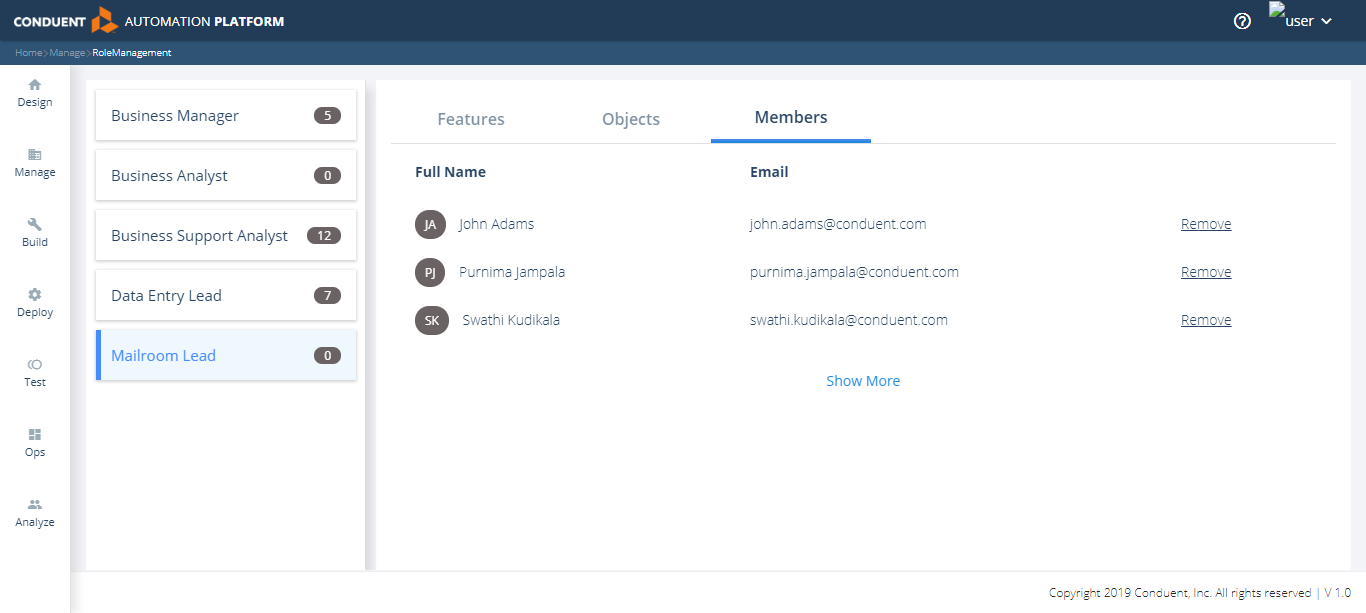 CONDUENT AUTOMATION PLATFORM
user
Home>Manage>RoleManagement
Design
Manage
Build
Deploy
Test
Ops
Analyze
Business Manager 5
Business Analyst 0
Business Support Analyst 12
Data Entry Lead 7
Mailroom Lead 0
Features Objects Members
Full Name Email
JA John Adams john.adams@conduent.com Remove
PJ Purnima Jampala purnima.jampala@conduent.com Remove
SK Swathi Kudikala swathi.kudikala@conduent.com Remove
Show More
Copyright 2019 Conduent, Inc. All rights reserved | V 1.0